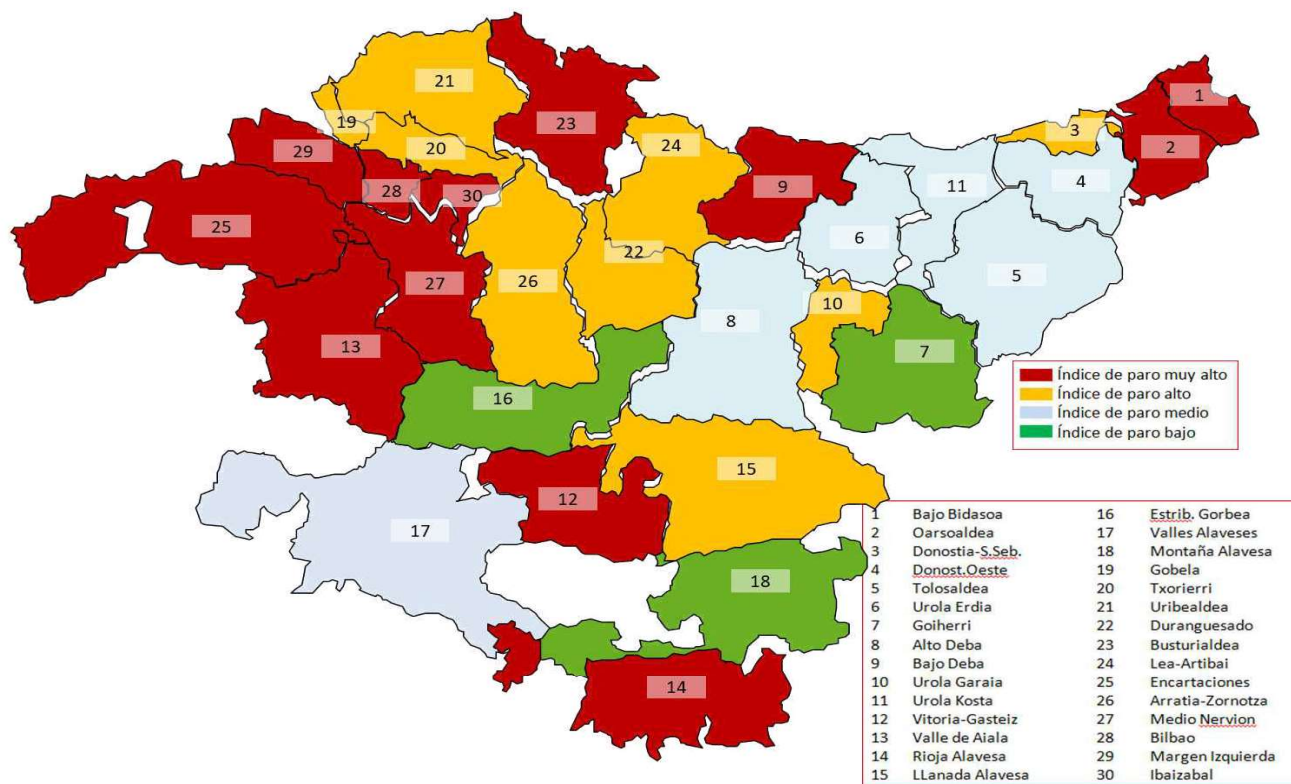 21
23
1
19
3
24
20
29
2
9
4
28
11
30
25
6
22
5
27
26
10
8
13
7
16
Índice de paro muy alto
Índice de paro alto
Índice de paro medio
Índice de paro bajo
15
12
17
18
14
1 Bajo Bidasoa 16 Estrib. Gorbea
2 Oarsoaldea 17 Valles Alaveses
3 Donostia-S.Seb. 18 Montaña Alavesa
4 Donost.Oeste 19 Gobela
5 Tolosaldea 20 Txorierri
6 Urola Erdia 21 Uribealdea
7 Goiherri 22 Duranguesado
8 Alto Deba 23 Busturialdea
9 Bajo Deba 24 Lea-Artibai
10 Urola Garaia 25 Encartaciones
11 Urola Kosta 26 Arratia-Zornotza
12 Vitoria-Gasteiz 27 Medio Nervion
13 Valle de Aiala 28 Bilbao
14 Rioja Alavesa 29 Margen Izquierda
15 LLanada Alavesa 30 Ibaizabal